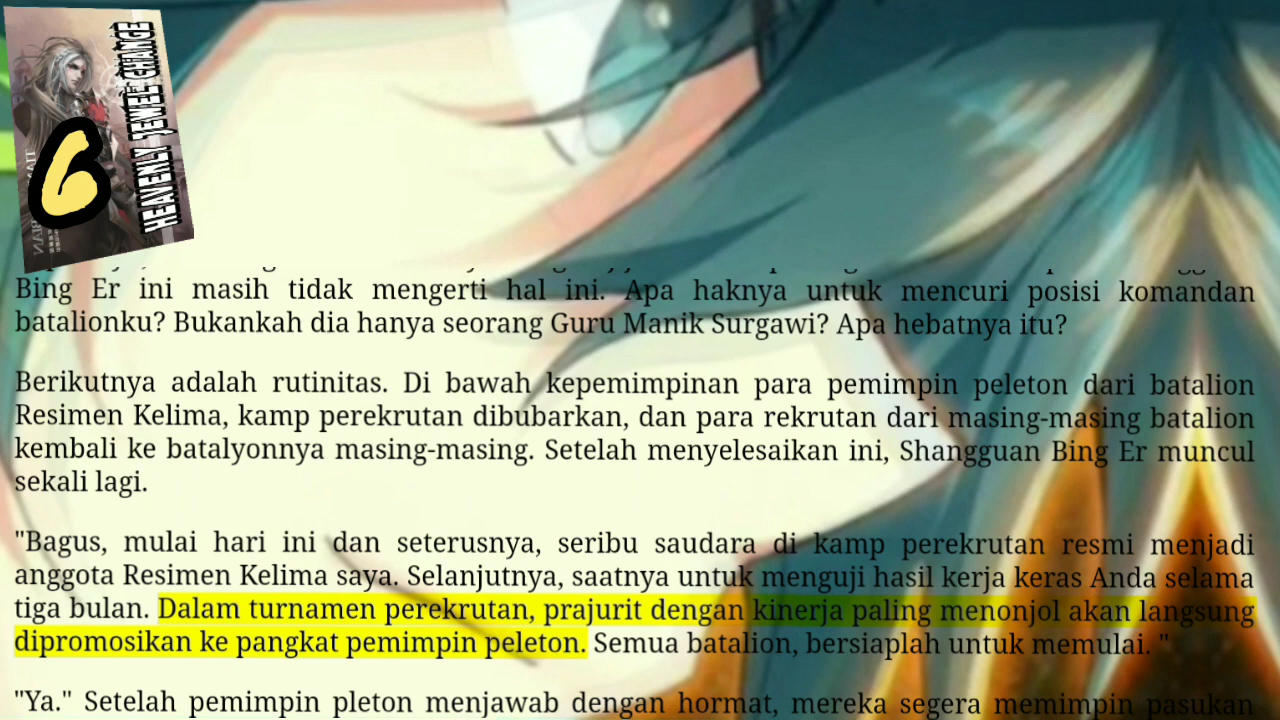 HEAVENLY JEWEL CHANGE
6
Bing Er ini masih tidak mengerti hal ini. Apa haknya untuk mencuri posisi komandan
batalionku? Bukankah dia hanya seorang Guru Manik Surgawi? Apa hebatnya itu?
Berikutnya adalah rutinitas. Di bawah kepemimpinan para pemimpin peleton dari batalion
Resimen Kelima, kamp perekrutan dibubarkan, dan para rekrutan dari masing-masing batalion
kembali ke batalyonnya masing-masing. Setelah menyelesaikan ini, Shangguan Bing Er muncul
sekali lagi.
"Bagus, mulai hari ini dan seterusnya, seribu saudara di kamp perekrutan resmi menjadi
anggota Resimen Kelima saya. Selanjutnya, saatnya untuk menguji hasil kerja keras Anda selama
tiga bulan. Dalam turnamen perekrutan, prajurit dengan kinerja paling menonjol akan langsung
dipromosikan ke pangkat pemimpin peleton. Semua batalion, bersiaplah untuk memulai. "
"Ya." Setelah pemimpin pleton menjawab dengan hormat, mereka segera memimpin pasukan